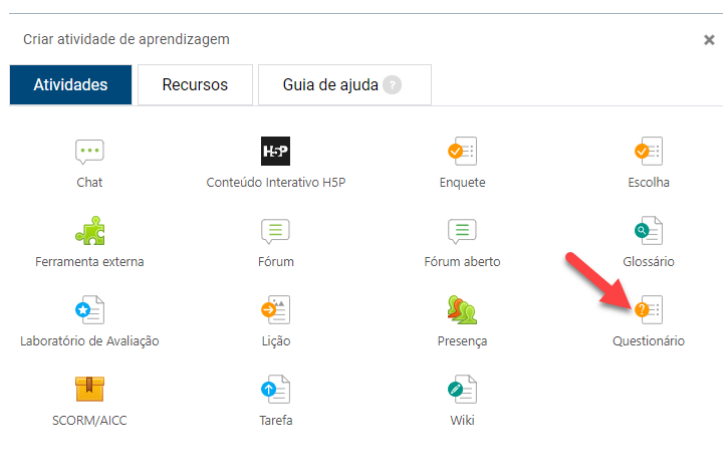 Criar atividade de aprendizagem
×
Atividades
Recursos
Guia de ajuda ?
Chat
H5P
Conteúdo Interativo H5P
Enquete
Escolha
Ferramenta externa
Fórum
Fórum aberto
Glossário
Laboratório de Avaliação
Lição
Presença
?
Questionário
SCORM/AICC
Tarefa
Wiki